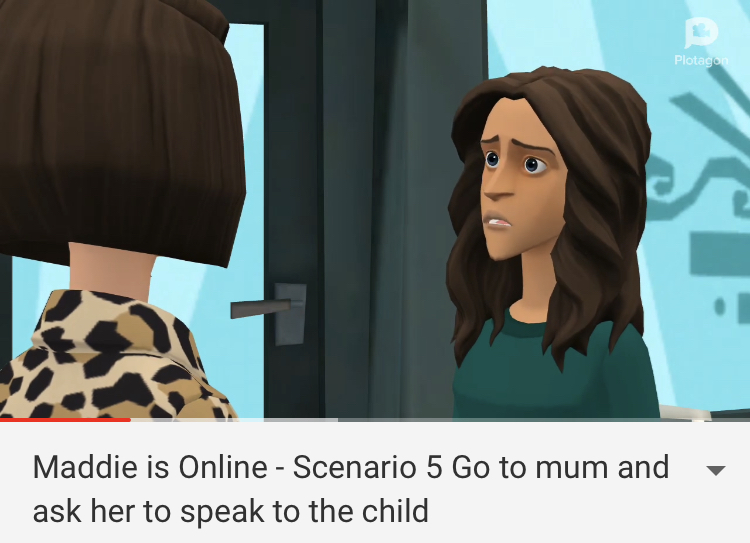 Plotagon
Maddie is Online - Scenario 5 Go to mum and
ask her to speak to the child